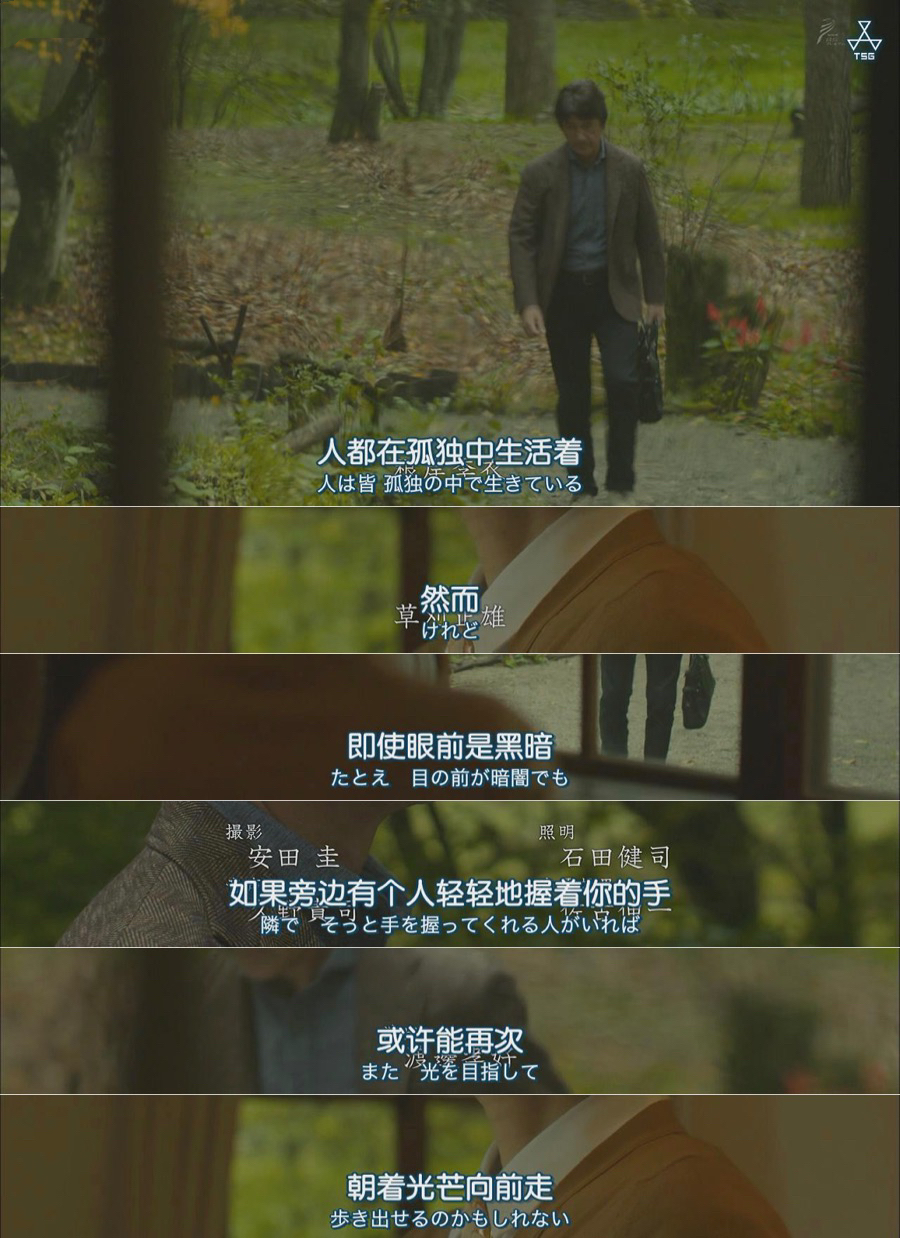 TSG
人都在孤独中生活着
人は皆 孤独の中で生きている
然而
けれど
即使眼前是黑暗
たとえ 目の前が暗闇でも
撮影
照明
安田 圭
石田健司
如果旁边有个人轻轻地握着你的手
隣で そっと手を握ってくれる人がいれば
或许能再次
また 光を目指して
朝着光芒向前走
歩き出せるのかもしれない